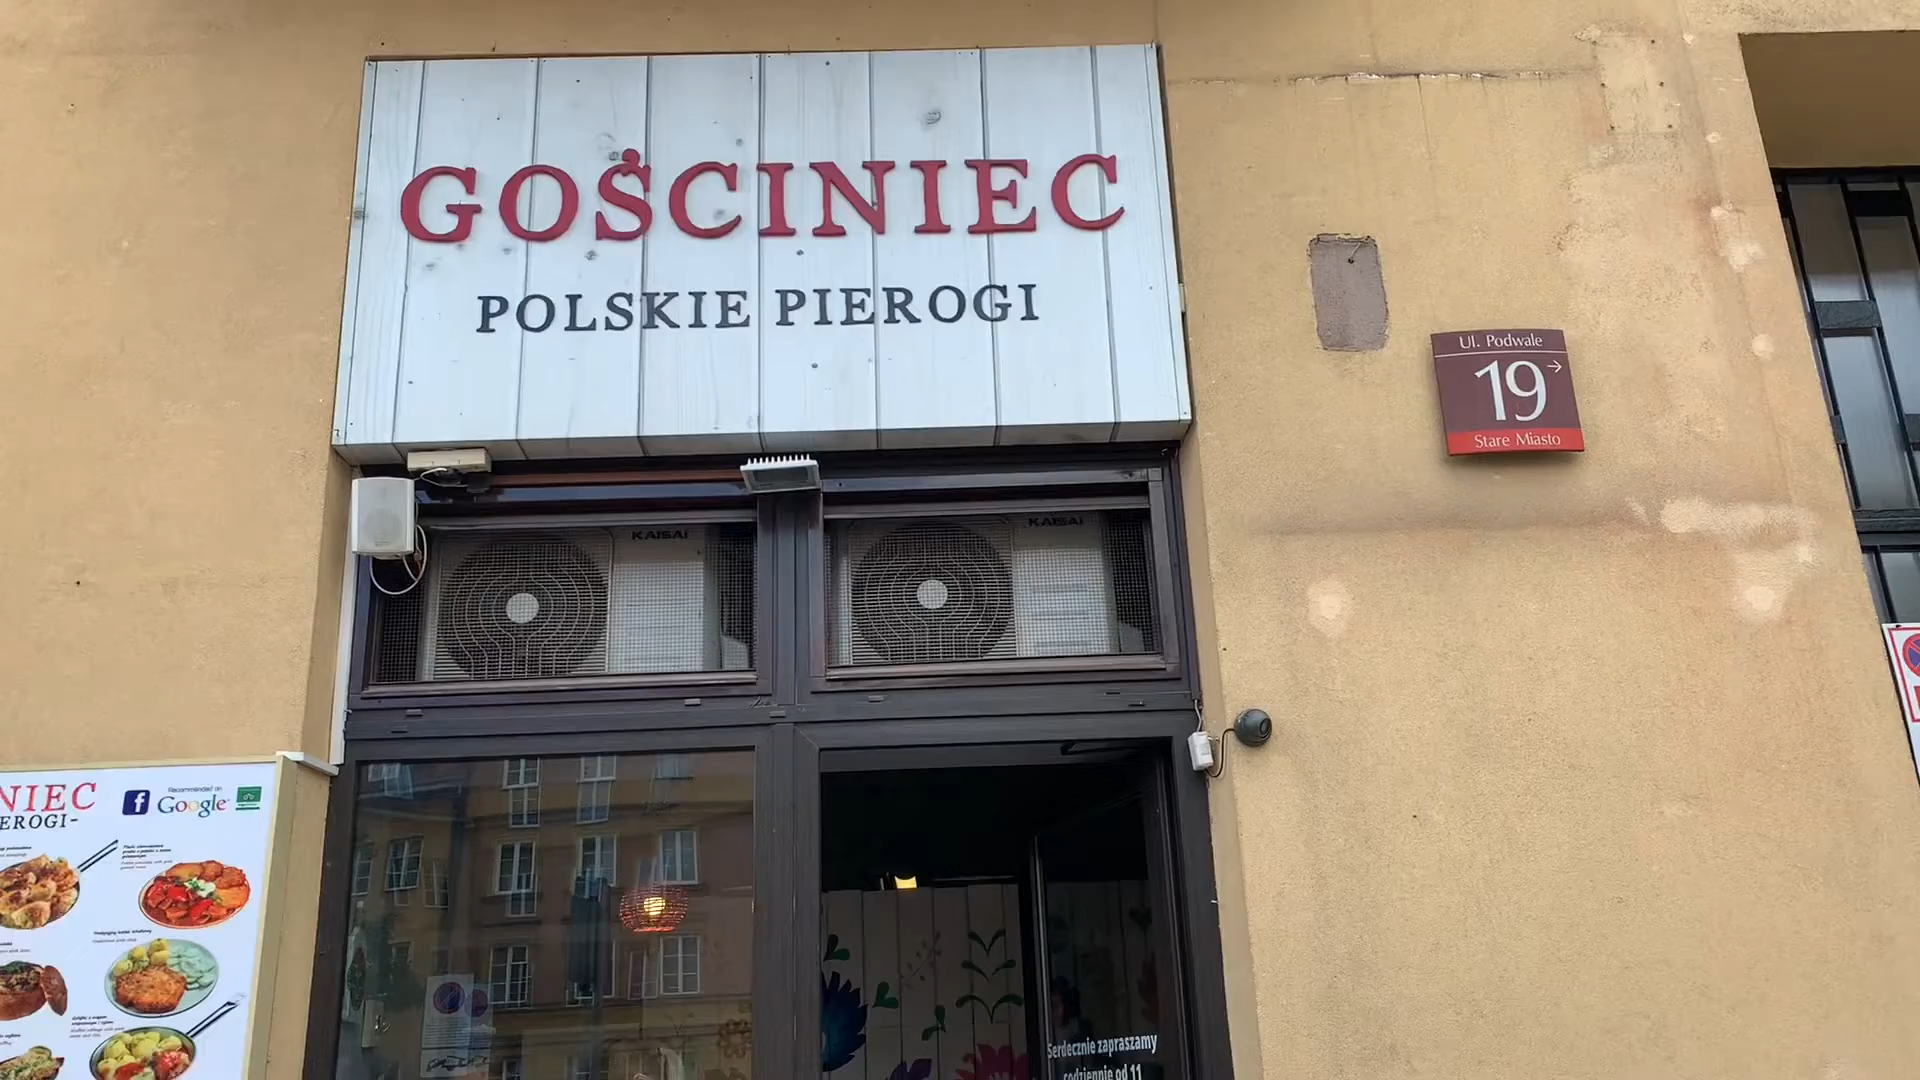 GOŚCINIEC
POLSKIE PIEROGI
Ul. Podwale
19
Stare Miasto
KAISAI
KAISAI
NIEC
EROGI-
Recommended on
Google
Serdecznie zapraszamy
codziennie od 11